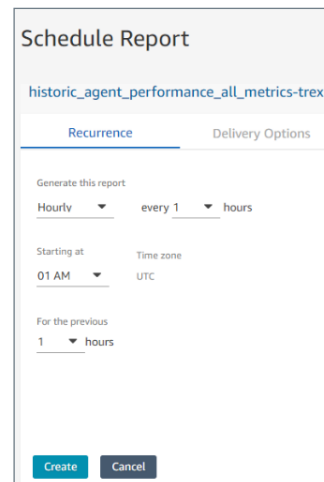 Schedule Report
historic_agent_performance_all_metrics-trex
Recurrence Delivery Options
Generate this report
Hourly every 1 hours
Starting at Time zone
01 AM UTC
For the previous
1 hours
Create Cancel